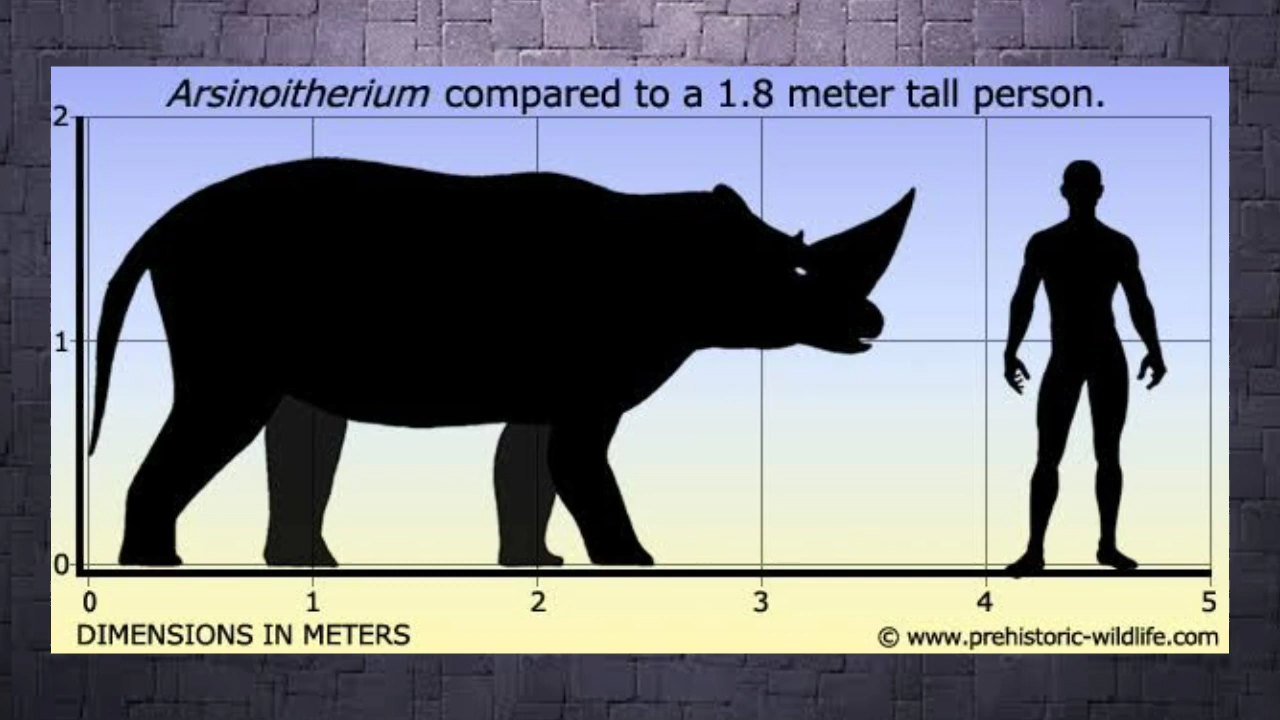 Arsinoitherium compared to a 1.8 meter tall person.
2
1
0
0 1 2 3 4 5
DIMENSIONS IN METERS
© www.prehistoric-wildlife.com